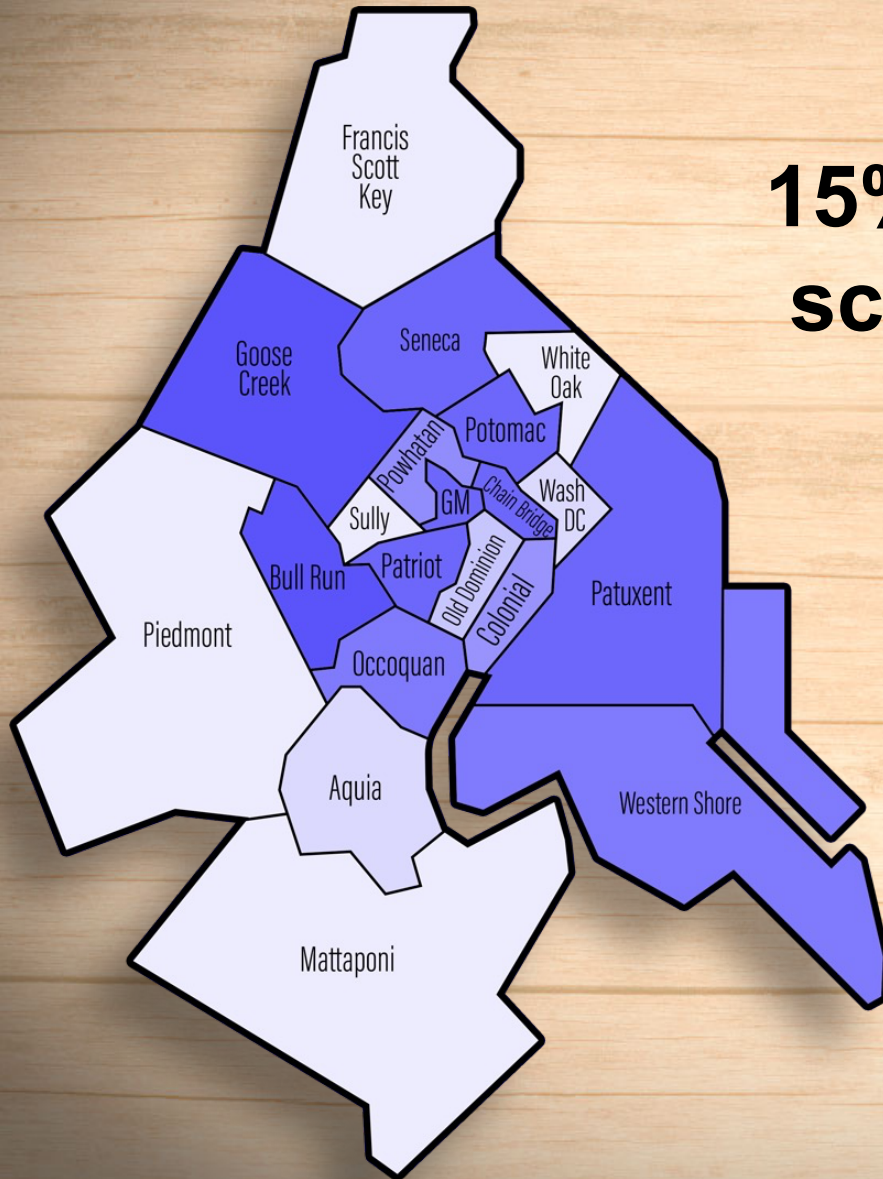 Francis
Scott
Key
15%
sc
Seneca
Goose
Creek
White
Oak
Potomac
Powhatan
Wash
DC
Chain Bridge
GM
Sully
Patriot
Old Dominion
Bull Run
Colonial
Patuxent
Piedmont
Occoquan
Aquia
Western Shore
Mattaponi